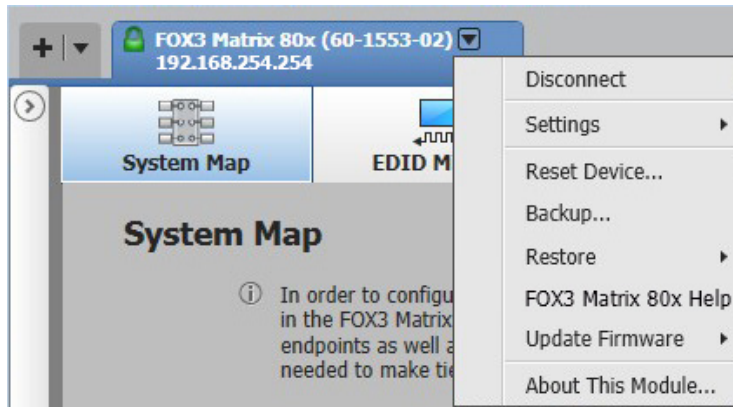 FOX3 Matrix 80x (60-1553-02)
192.168.254.254
System Map
EDID M
System Map
In order to configu
in the FOX3 Matrix
endpoints as well a
needed to make tie
Disconnect
Settings
Reset Device...
Backup...
Restore
FOX3 Matrix 80x Help
Update Firmware
About This Module...